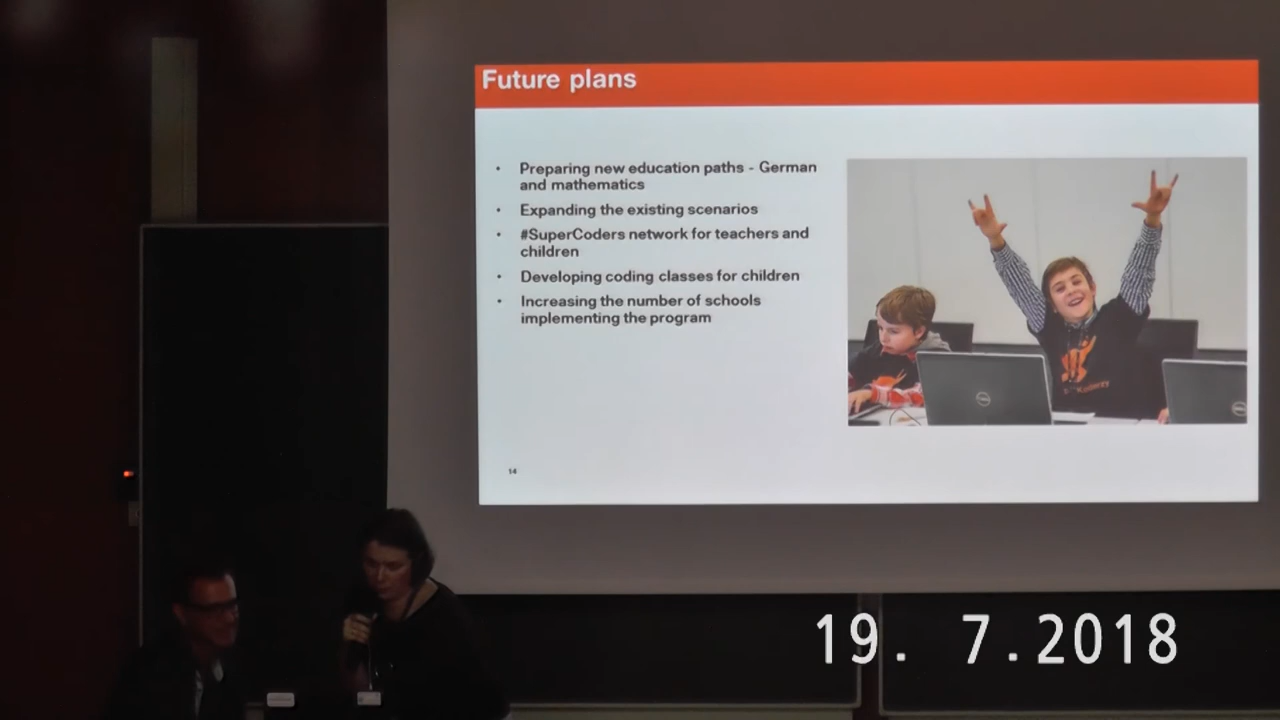 Future plans
• Preparing new education paths - German
and mathematics
• Expanding the existing scenarios
• #SuperCoders network for teachers and
children
• Developing coding classes for children
• Increasing the number of schools
implementing the program
14
19. 7.2018